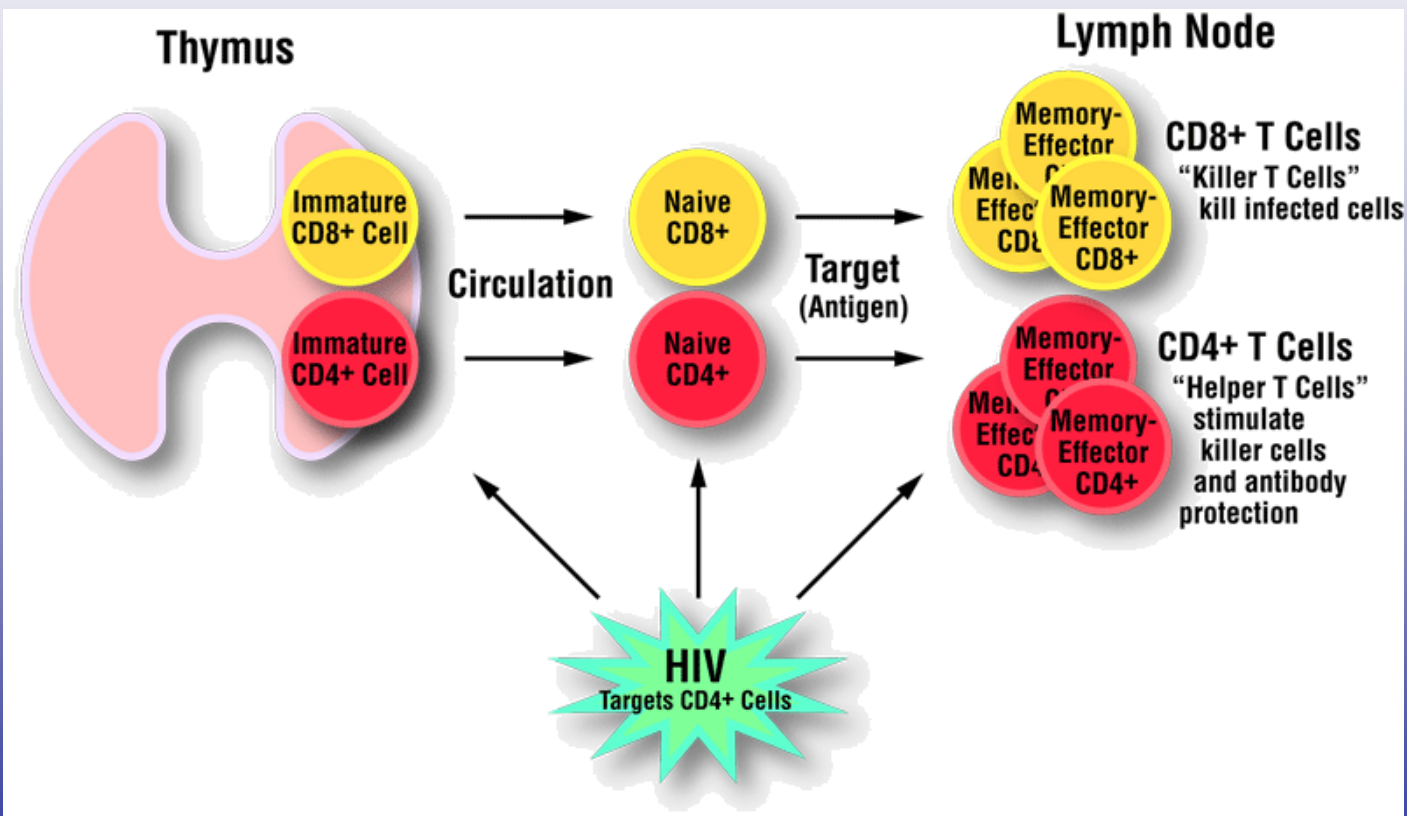 Thymus
Lymph Node
Immature
CD8+ Cell
Immature
CD4+ Cell
Circulation
Naive
CD8+
Naive
CD4+
Target
(Antigen)
Memory-
Effector
Memory-
Effector
CD8+
CD8+ T Cells
“Killer T Cells”
kill infected cells
Memory-
Effector
Memory-
Effector
CD4+
CD4+ T Cells
“Helper T Cells”
stimulate
killer cells
and antibody
protection
HIV
Targets CD4+ Cells